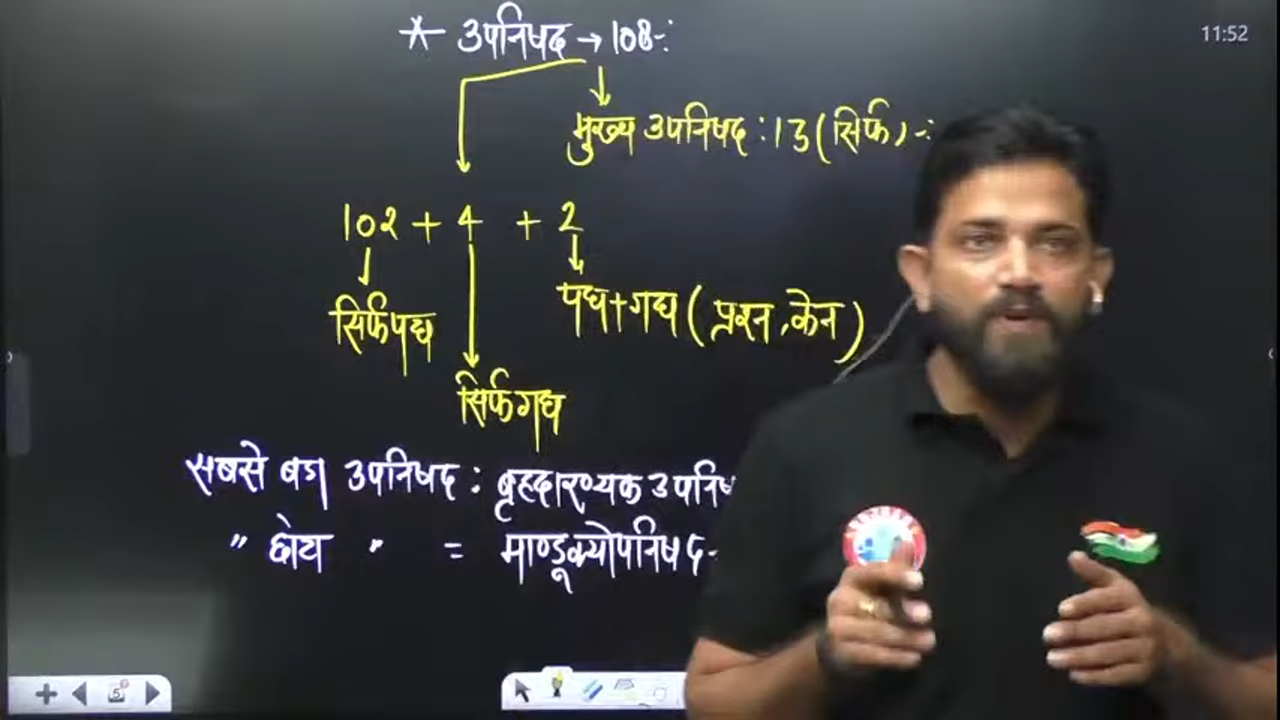 * उपनिषद → 108-:
11:52
मुख्य उपनिषद : 13 (सिर्फ) -:
102 + 4 + 2
पद्य+गद्य ( प्रश्न , केन )
सिर्फ पद्य
सिर्फ गद्य
सबसे बड़ा उपनिषद : बृहदारण्यक उपनिष
" छोटा " = माण्डूक्योपनिषद-